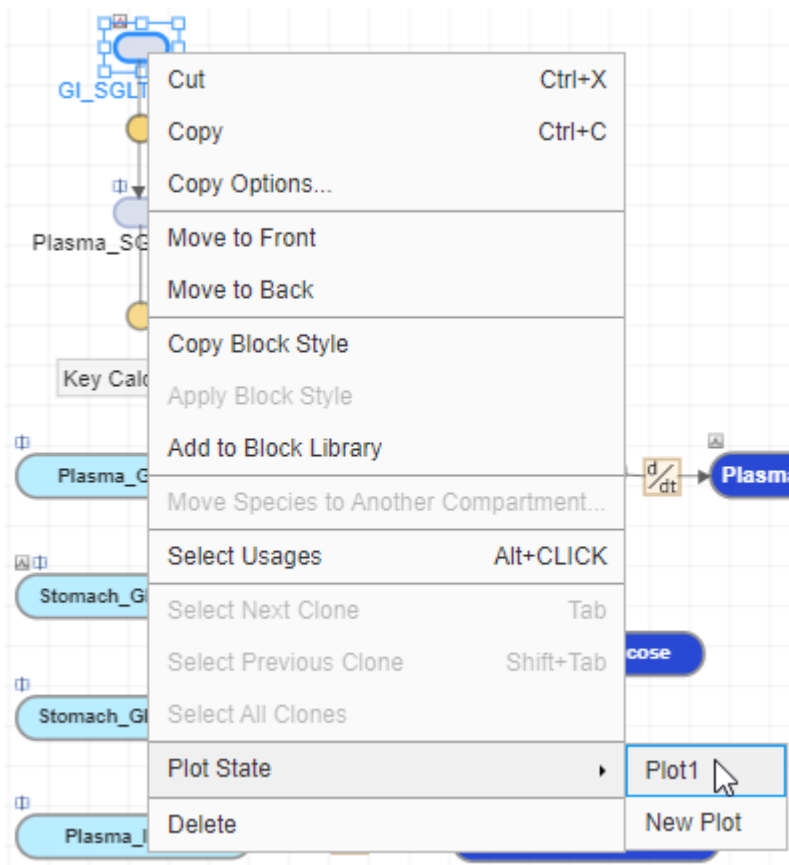 GI_SGLT
Cut Ctrl+X
Copy Ctrl+C
Copy Options...
Move to Front
Plasma_SG
Move to Back
Copy Block Style
Key Calc
Apply Block Style
Add to Block Library
Plasma_G
d/dt
Plasma
Move Species to Another Compartment...
Select Usages Alt+CLICK
Stomach_Gl
Select Next Clone Tab
Select Previous Clone Shift+Tab
cose
Stomach_Gl
Select All Clones
Plot State
Plot1
Plasma_I
Delete
New Plot